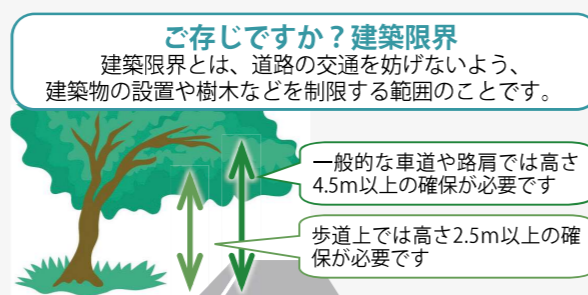 ご存じですか？建築限界
建築限界とは、道路の交通を妨げないよう、
建築物の設置や樹木などを制限する範囲のことです。
一般的な車道や路肩では高さ
4.5m以上の確保が必要です
歩道上では高さ2.5m以上の確
保が必要です